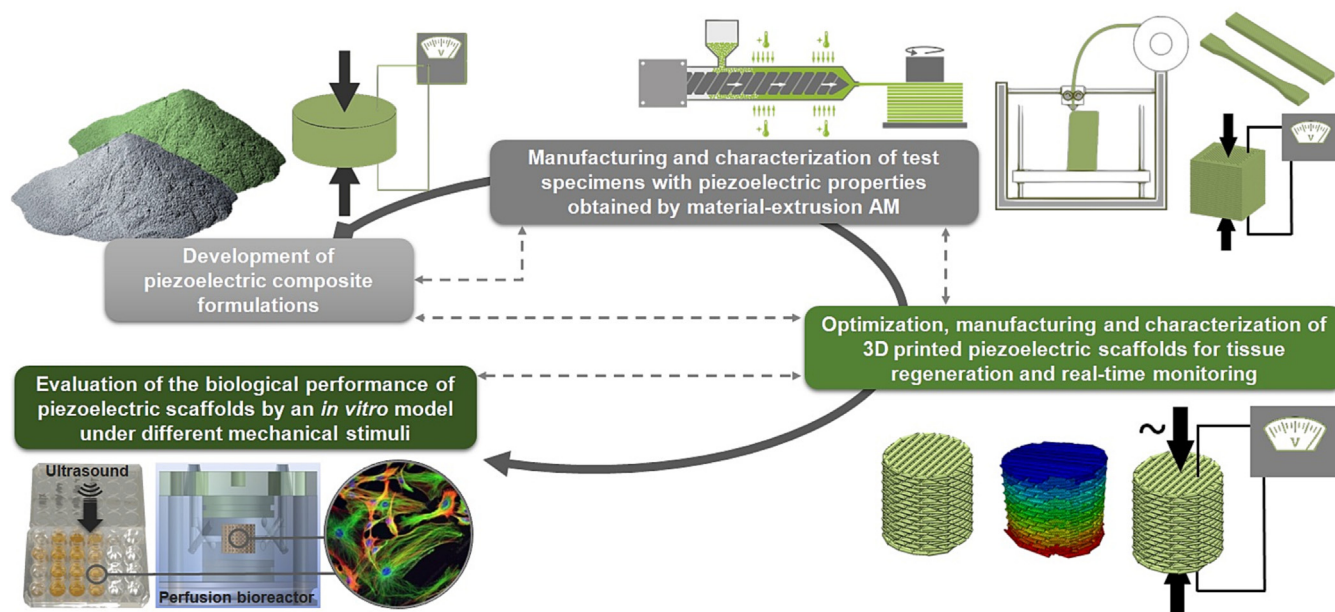 Manufacturing and characterization of test
specimens with piezoelectric properties
obtained by material-extrusion AM
Development of
piezoelectric composite
formulations
Optimization, manufacturing and characterization of
3D printed piezoelectric scaffolds for tissue
regeneration and real-time monitoring
Evaluation of the biological performance of
piezoelectric scaffolds by an in vitro model
under different mechanical stimuli
Ultrasound
Perfusion bioreactor
V
V
V
~
+
+
+
+